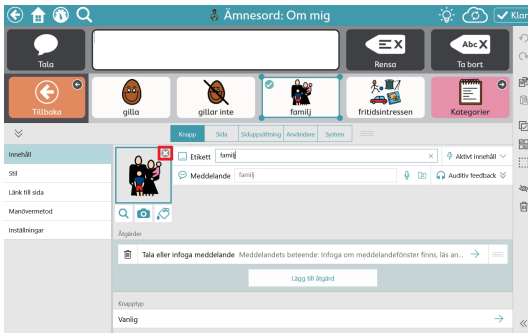 Ämnesord: Om mig
Klar
Tala
X
Rensa
Abc X
Ta bort
Tillbaka
gilla
gillar inte
familj
fritidsintressen
Kategorier
Knapp Sida Siduppsättning Användare System
Innehåll
Stil
Länk till sida
Manövermetod
Inställningar
Etikett familj × Aktivt innehåll
Meddelande familj Auditiv feedback
Åtgärder
Tala eller infoga meddelande Meddelandets beteende: Infoga om meddelandefönster finns, läs an...
Lägg till åtgärd
Knapptyp
Vanlig